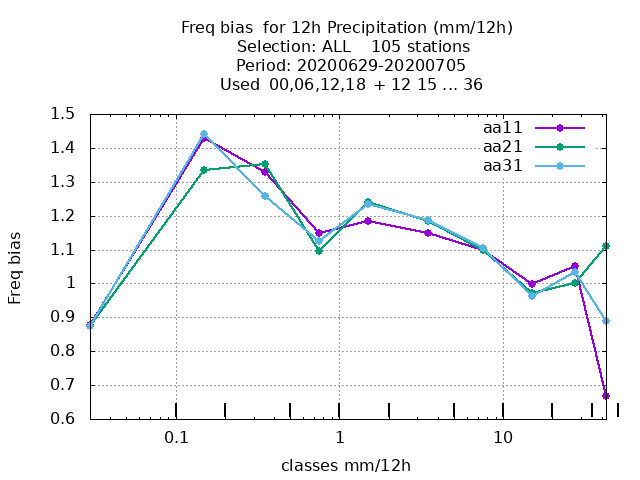 Freq bias  for 12h Precipitation (mm/12h)
Selection: ALL    105 stations
Period: 20200629-20200705
Used  00,06,12,18  + 12 15 ... 36
aa11
aa21
aa31
1.5
1.4
1.3
1.2
1.1
1
0.9
0.8
0.7
0.6
Freq bias
0.1 1 10
classes mm/12h